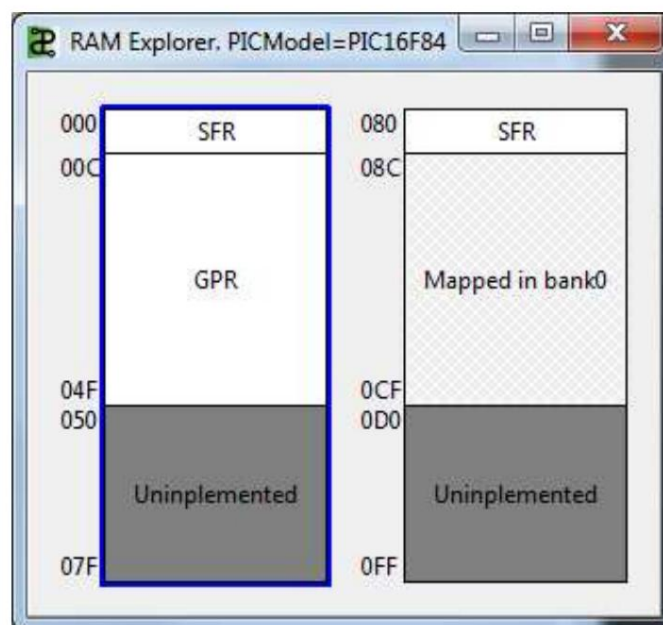 RAM Explorer. PICModel=PIC16F84
000 SFR 080 SFR
00C 08C
GPR Mapped in bank0
04F 0CF
050 0D0
Uninplemented Uninplemented
07F 0FF